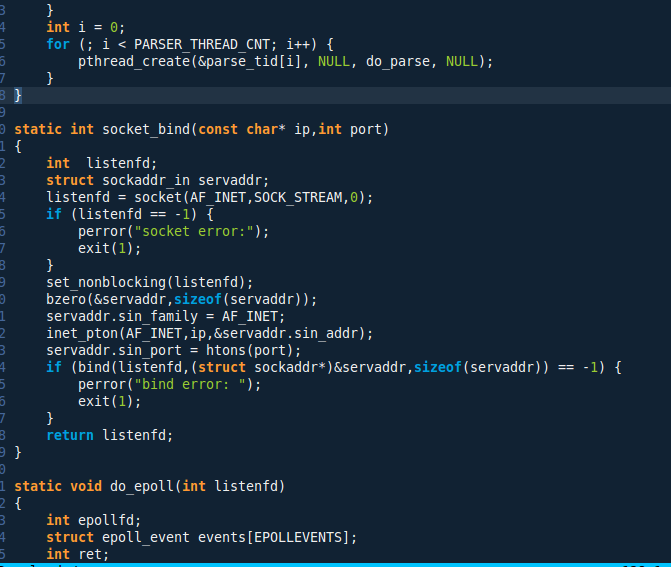 3     }
4     int i = 0;
5     for (; i < PARSER_THREAD_CNT; i++) {
6         pthread_create(&parse_tid[i], NULL, do_parse, NULL);
7     }
8 }
9
0 static int socket_bind(const char* ip,int port)
1 {
2     int  listenfd;
3     struct sockaddr_in servaddr;
4     listenfd = socket(AF_INET,SOCK_STREAM,0);
5     if (listenfd == -1) {
6         perror("socket error:");
7         exit(1);
8     }
9     set_nonblocking(listenfd);
0     bzero(&servaddr,sizeof(servaddr));
1     servaddr.sin_family = AF_INET;
2     inet_pton(AF_INET,ip,&servaddr.sin_addr);
3     servaddr.sin_port = htons(port);
4     if (bind(listenfd,(struct sockaddr*)&servaddr,sizeof(servaddr)) == -1) {
5         perror("bind error: ");
6         exit(1);
7     }
8     return listenfd;
9 }
0
1 static void do_epoll(int listenfd)
2 {
3     int epollfd;
4     struct epoll_event events[EPOLLEVENTS];
5     int ret;